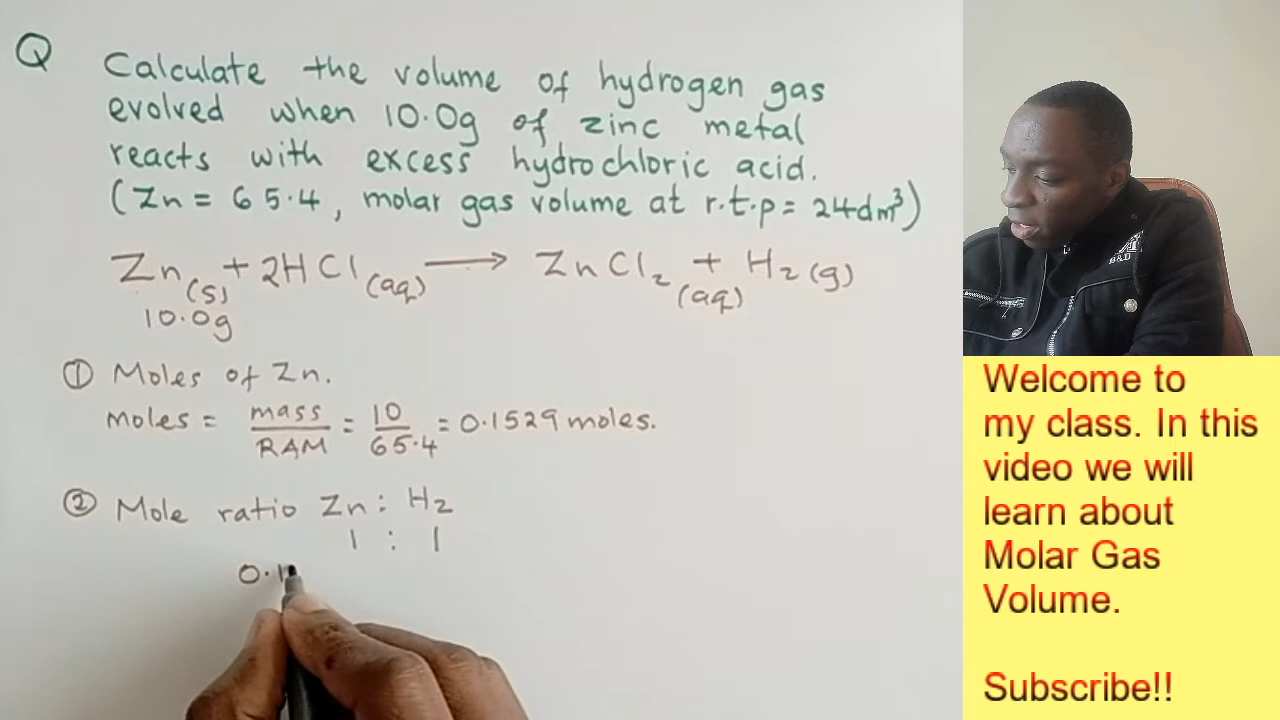 Q
Calculate the volume of hydrogen gas
evolved when 10.0g of zinc metal
reacts with excess hydrochloric acid.
(Zn = 65.4, molar gas volume at r.t.p = 24dm³)
Zn(s) + 2HCl(aq) ⟶ ZnCl₂(aq) + H₂(g)
10.0g
① Moles of Zn.
moles = mass/RAM = 10/65.4 = 0.1529 moles.
② Mole ratio Zn : H₂
1 : 1
0.1
BAD
Welcome to
my class. In this
video we will
learn about
Molar Gas
Volume.
Subscribe!!